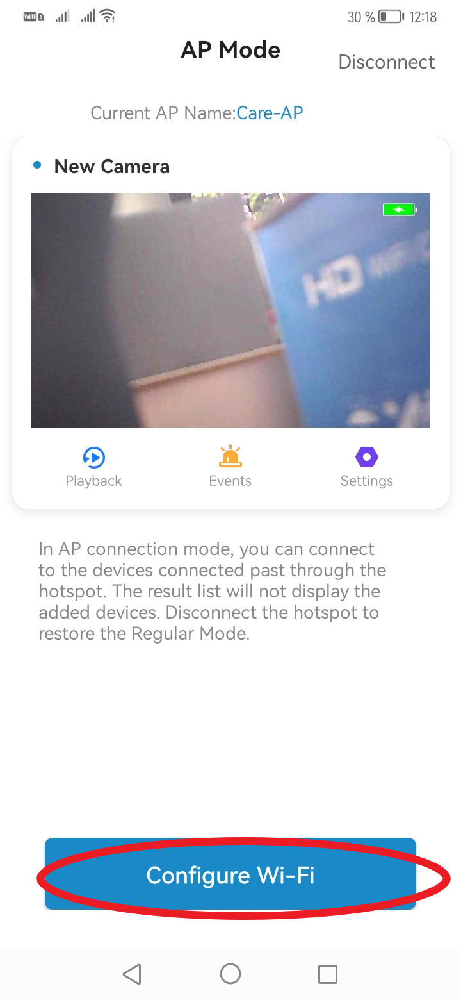 VoLTE 1
30 % 12:18
AP Mode
Disconnect
Current AP Name:Care-AP
New Camera
HD WIFI
Playback
Events
Settings
In AP connection mode, you can connect
to the devices connected past through the
hotspot. The result list will not display the
added devices. Disconnect the hotspot to
restore the Regular Mode.
Configure Wi-Fi